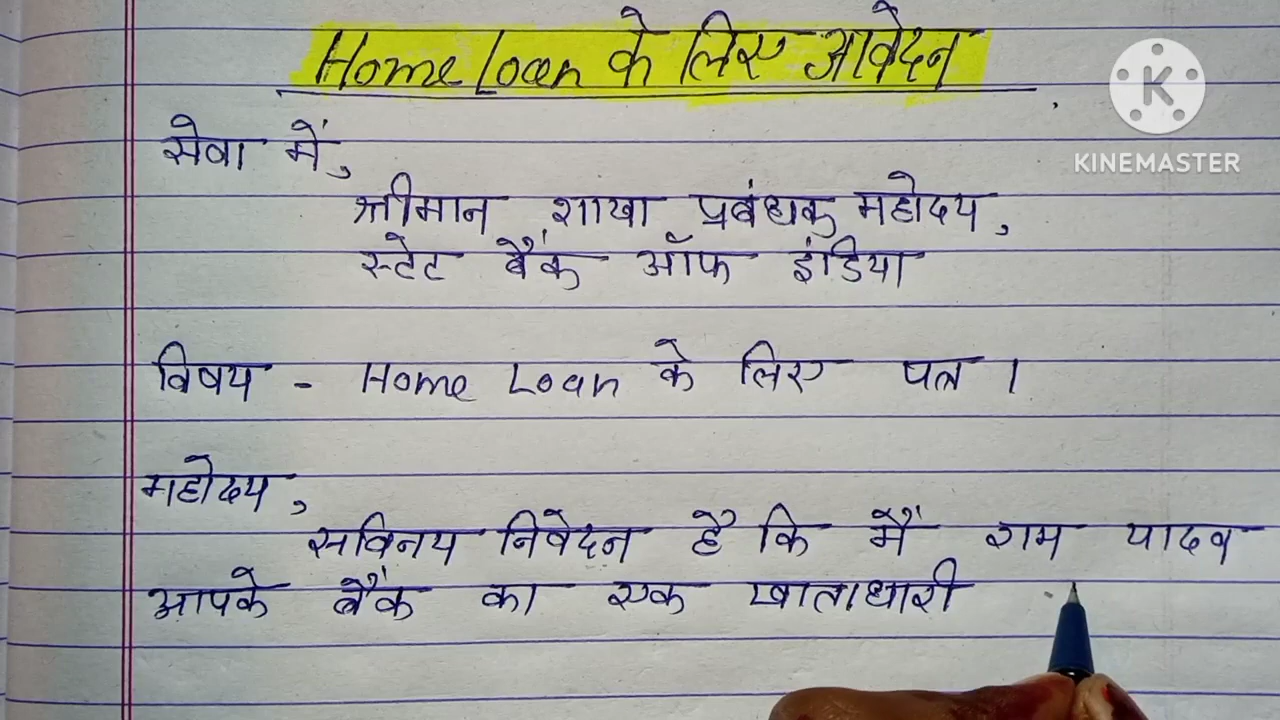 Home Loan के लिए आवेदन
K
KINEMASTER
सेवा में,
श्रीमान शाखा प्रबंधक महोदय,
स्टेट बैंक ऑफ इंडिया
विषय - Home Loan के लिए पत्र ।
महोदय,
सविनय निवेदन है कि मैं राम यादव
आपके बैंक का एक खाताधारी